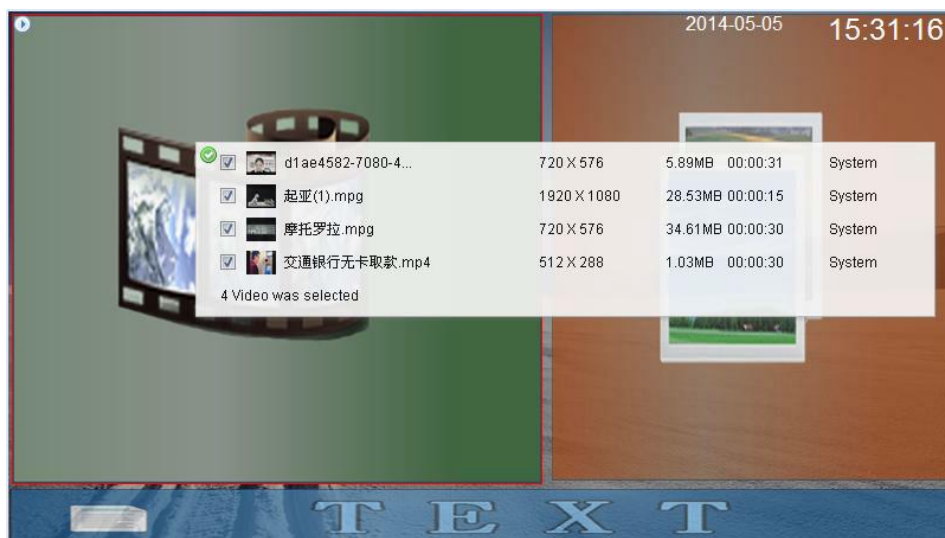 2014-05-05 15:31:16
d1ae4582-7080-4... 720 X 576 5.89MB 00:00:31 System
起亚(1).mpg 1920 X 1080 28.53MB 00:00:15 System
摩托罗拉.mpg 720 X 576 34.61MB 00:00:30 System
交通银行无卡取款.mp4 512 X 288 1.03MB 00:00:30 System
4 Video was selected
TEXT